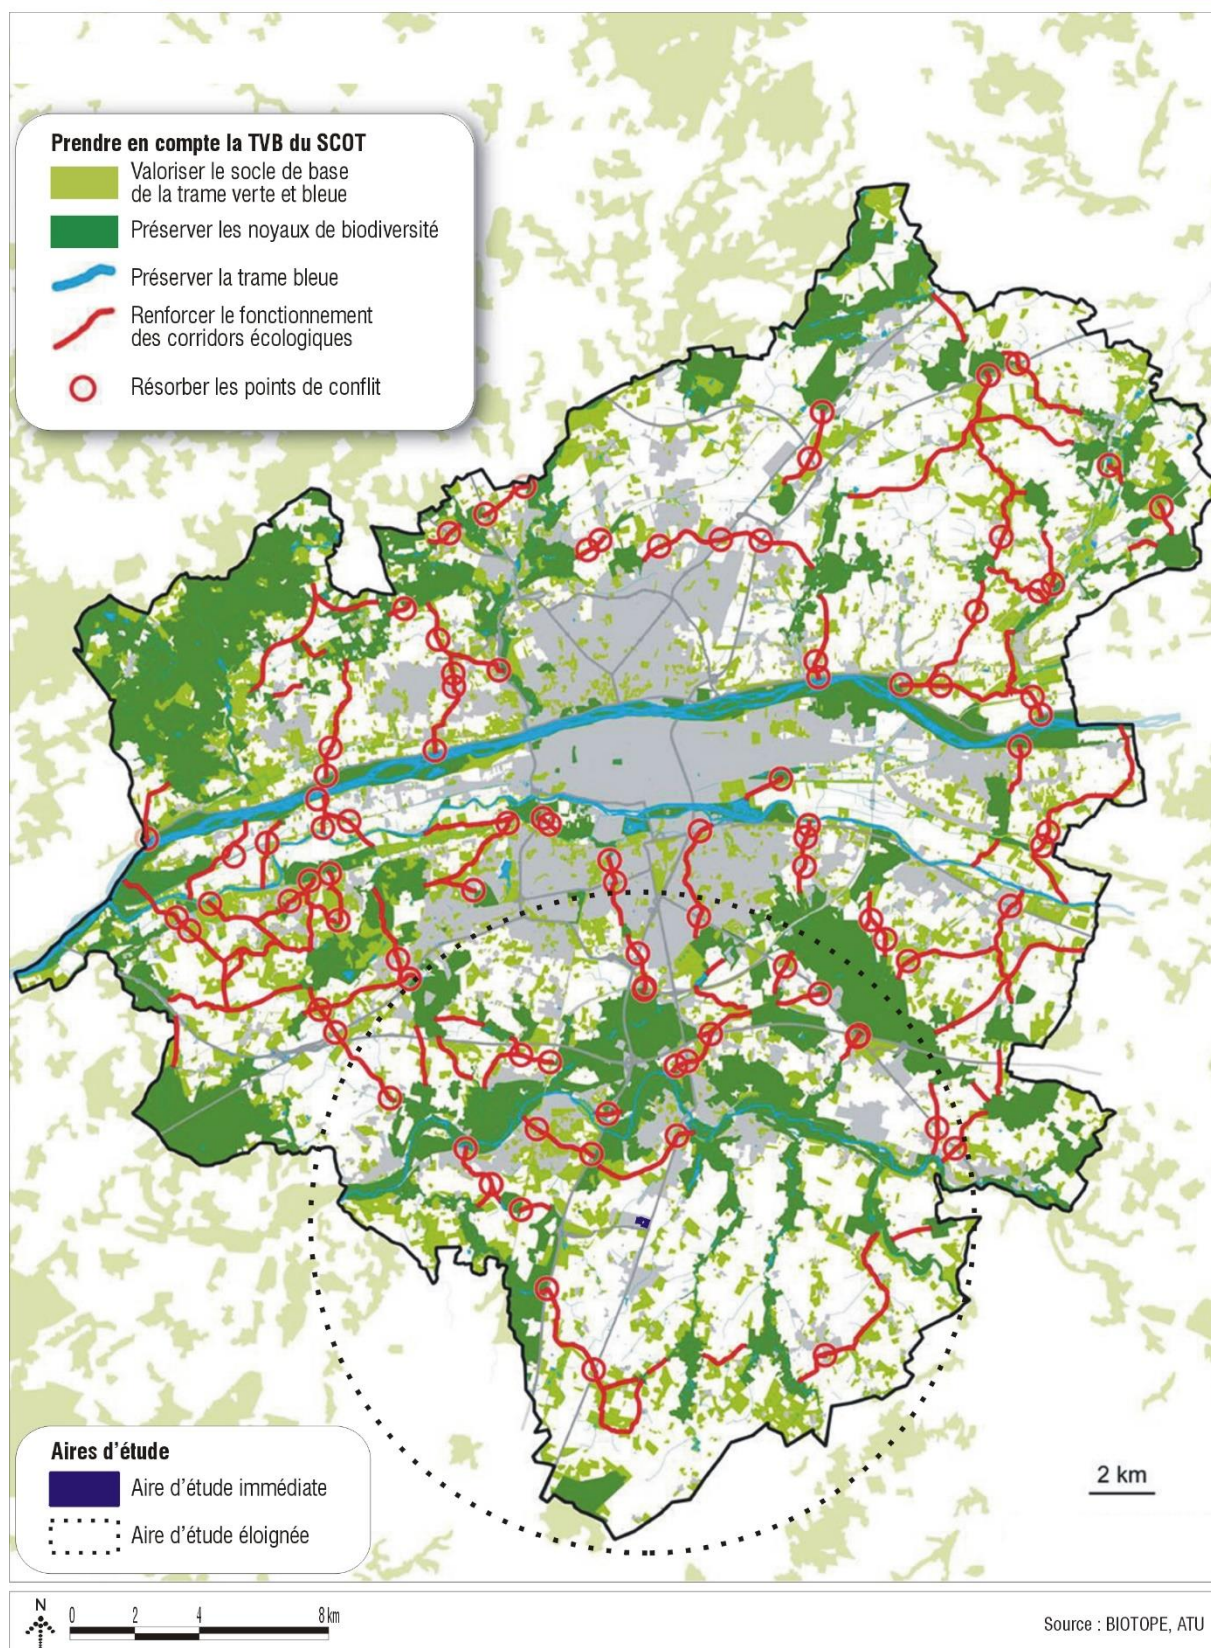 Prendre en compte la TVB du SCOT
Valoriser le socle de base
de la trame verte et bleue
Préserver les noyaux de biodiversité
Préserver la trame bleue
Renforcer le fonctionnement
des corridors écologiques
Résorber les points de conflit
Aires d'étude
Aire d'étude immédiate
Aire d'étude éloignée
2 km
N
0 2 4 8 km
Source : BIOTOPE, ATU